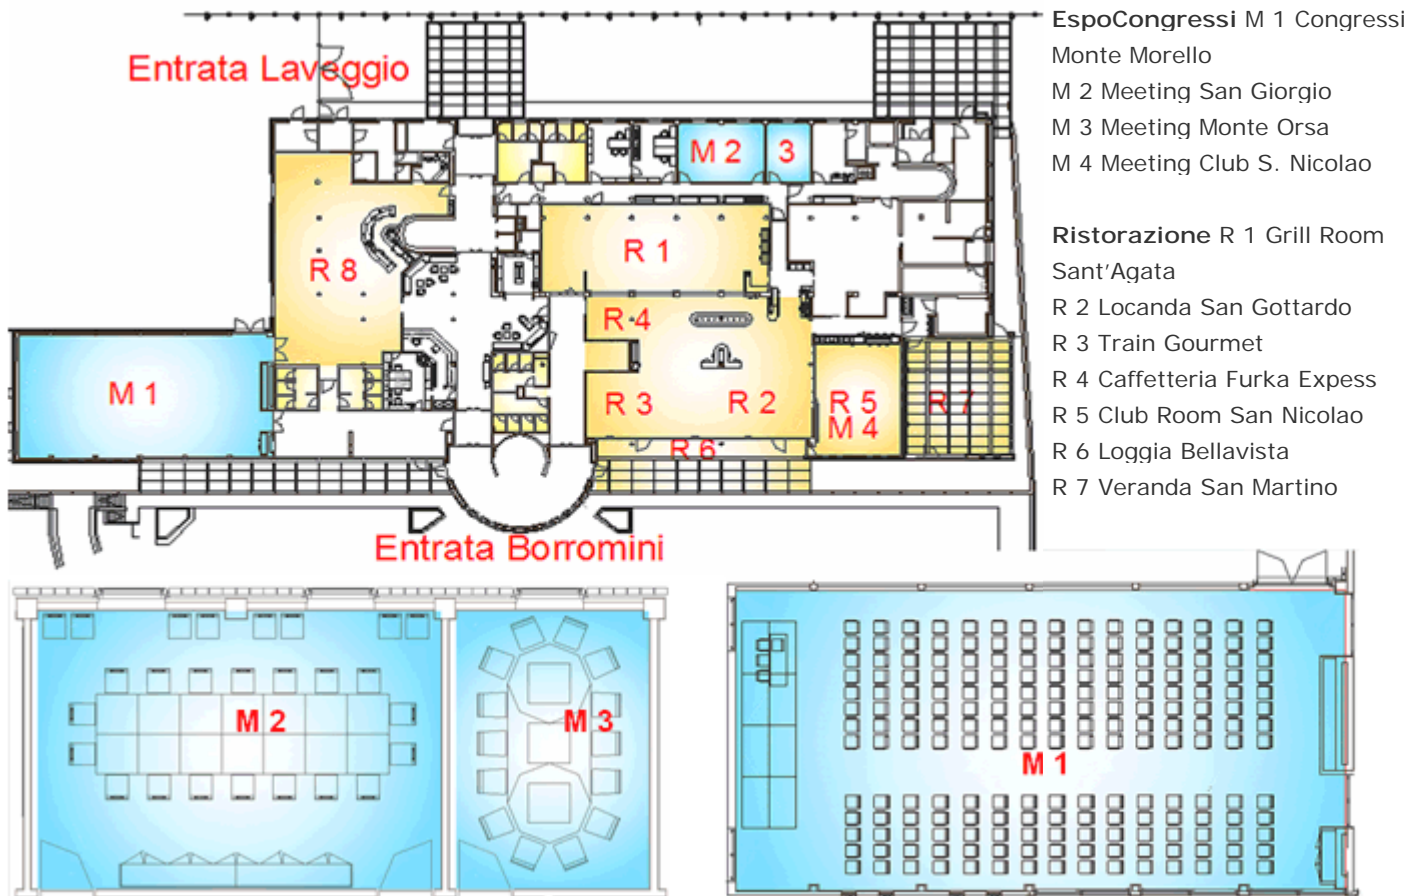 Entrata Laveggio
M 2
3
R 1
R 8
R 4
M 1
R 3
R 2
R 5
M 4
R 7
R 6
Entrata Borromini
EspoCongressi M 1 Congressi
Monte Morello
M 2 Meeting San Giorgio
M 3 Meeting Monte Orsa
M 4 Meeting Club S. Nicolao
Ristorazione R 1 Grill Room
Sant'Agata
R 2 Locanda San Gottardo
R 3 Train Gourmet
R 4 Caffetteria Furka Expess
R 5 Club Room San Nicolao
R 6 Loggia Bellavista
R 7 Veranda San Martino
M 2
M 3
M 1